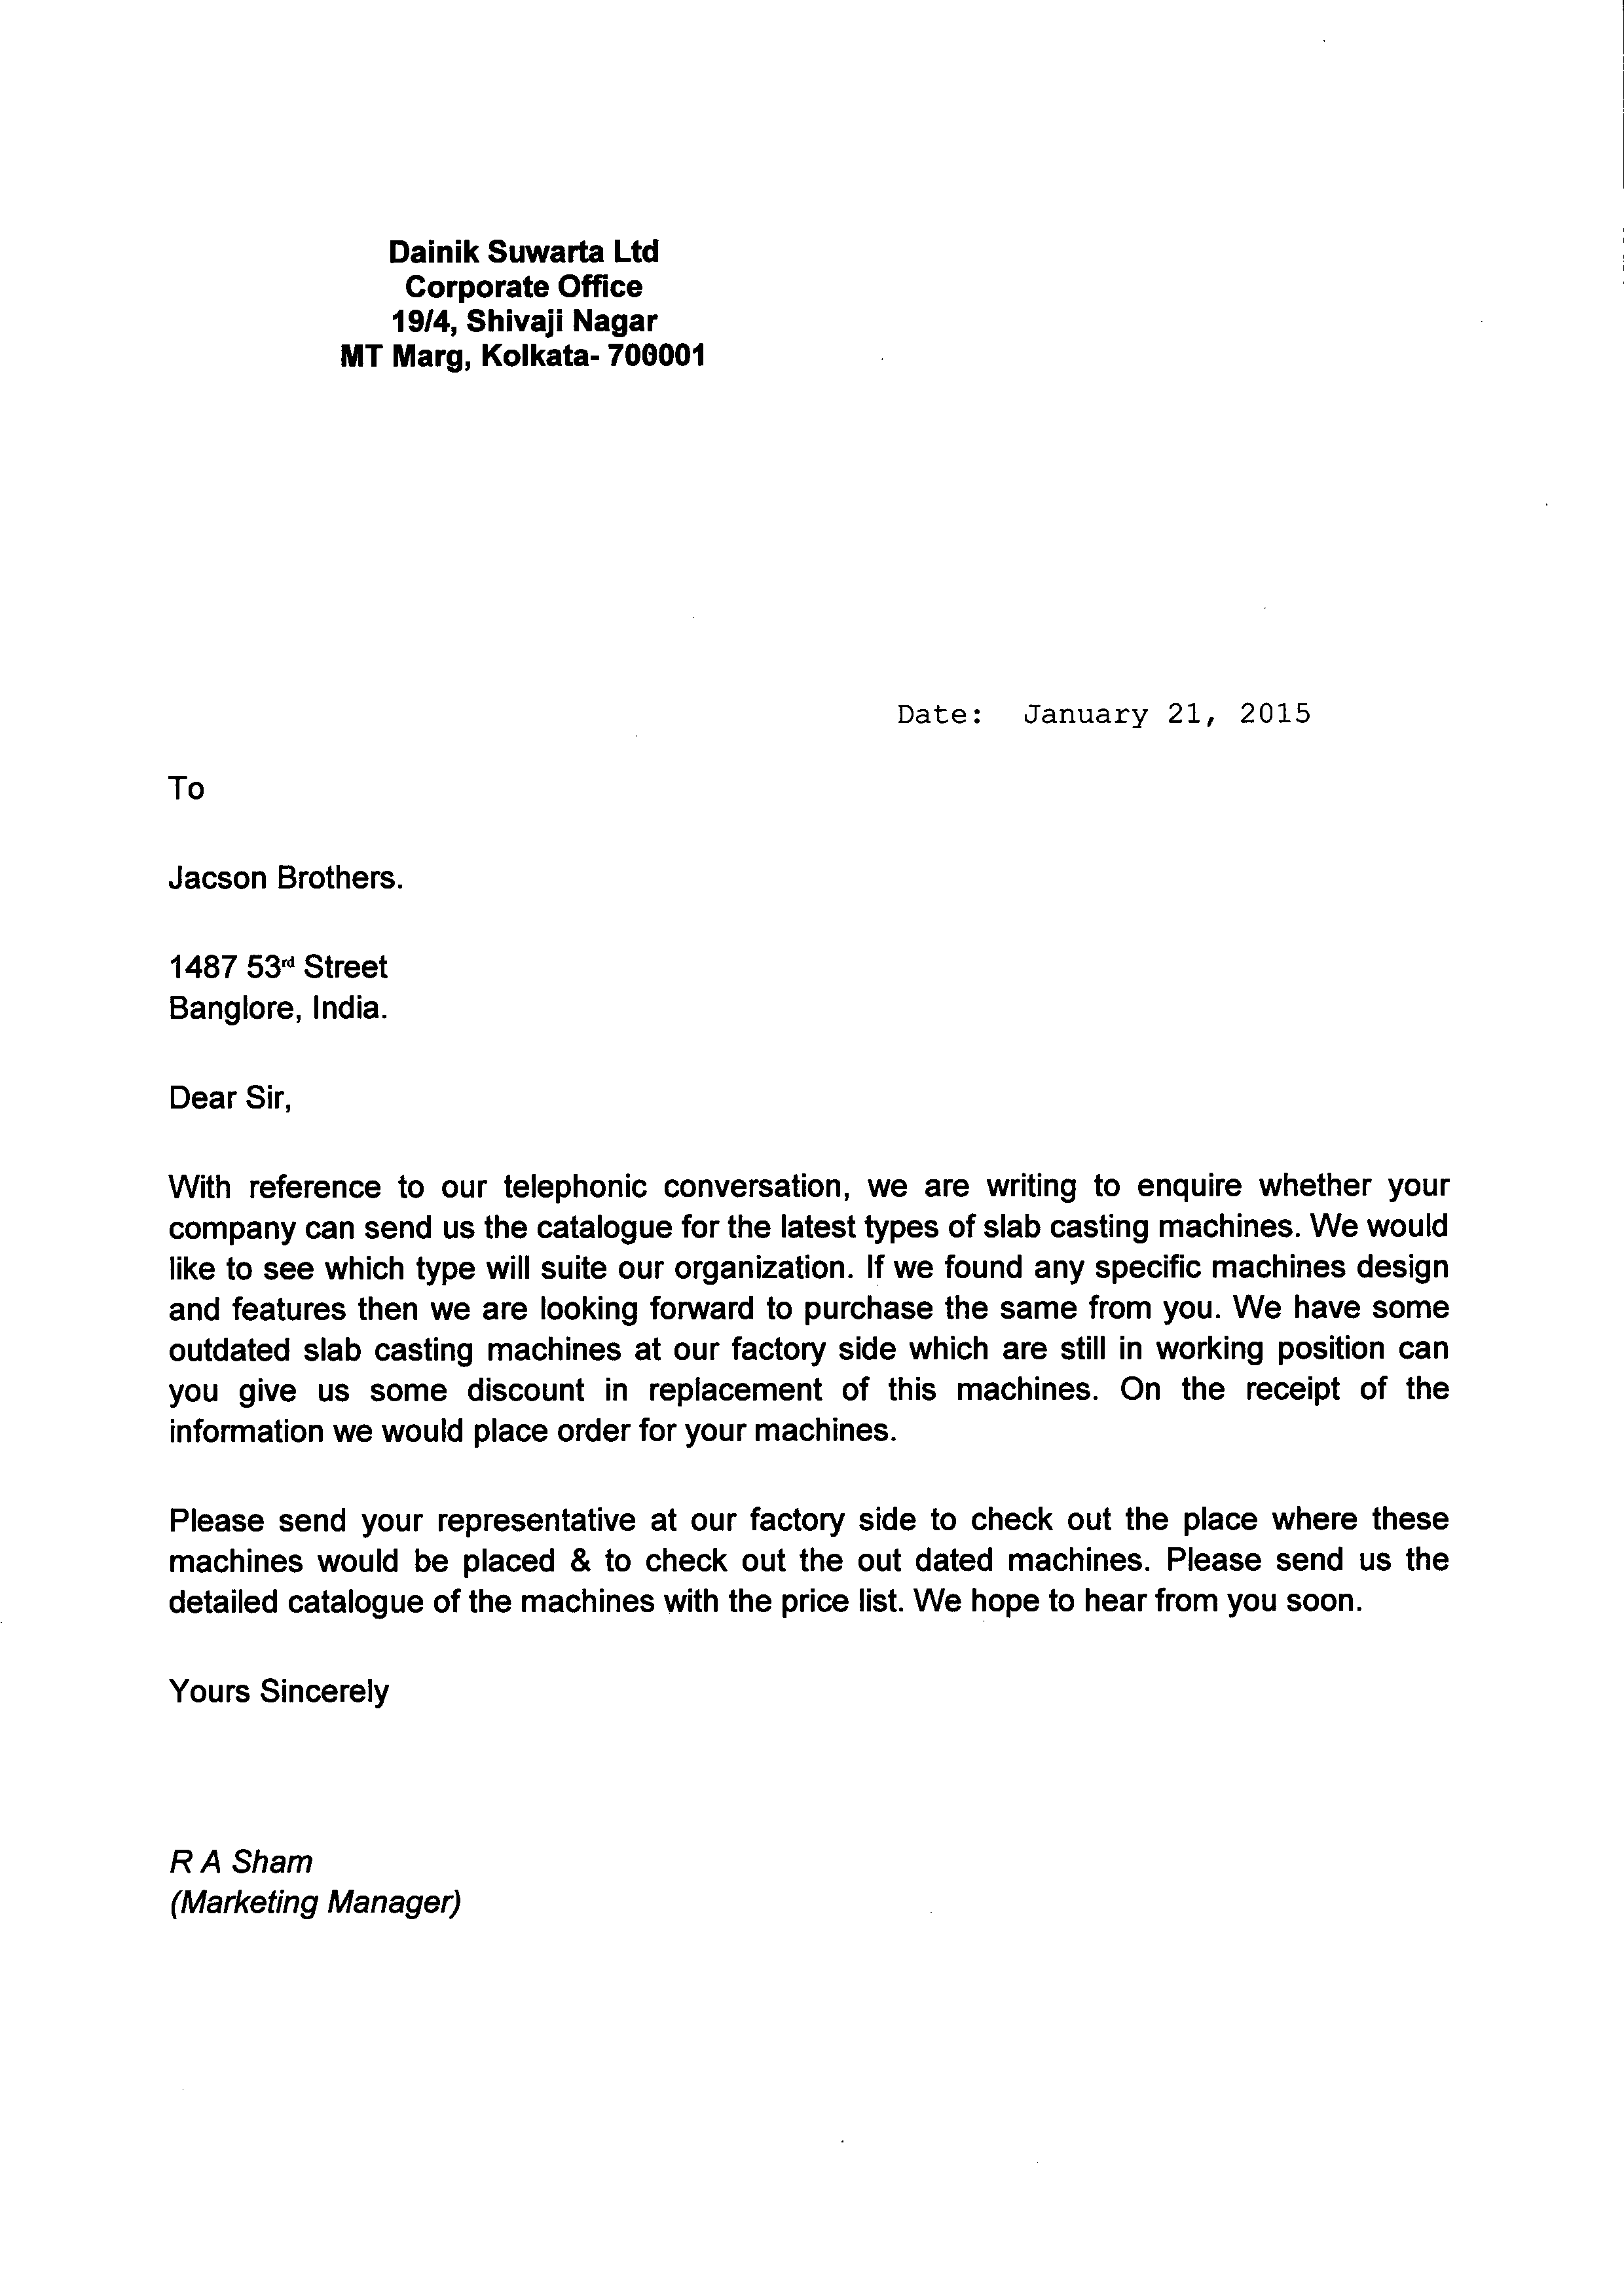 Dainik Suwarta Ltd
Corporate Office
19/4, Shivaji Nagar
MT Marg, Kolkata- 700001
Date: January 21, 2015
To
Jacson Brothers.
1487 53rd Street
Banglore, India.
Dear Sir,
With reference to our telephonic conversation, we are writing to enquire whether your
company can send us the catalogue for the latest types of slab casting machines. We would
like to see which type will suite our organization. If we found any specific machines design
and features then we are looking forward to purchase the same from you. We have some
outdated slab casting machines at our factory side which are still in working position can
you give us some discount in replacement of this machines. On the receipt of the
information we would place order for your machines.
Please send your representative at our factory side to check out the place where these
machines would be placed & to check out the out dated machines. Please send us the
detailed catalogue of the machines with the price list. We hope to hear from you soon.
Yours Sincerely
R A Sham
(Marketing Manager)